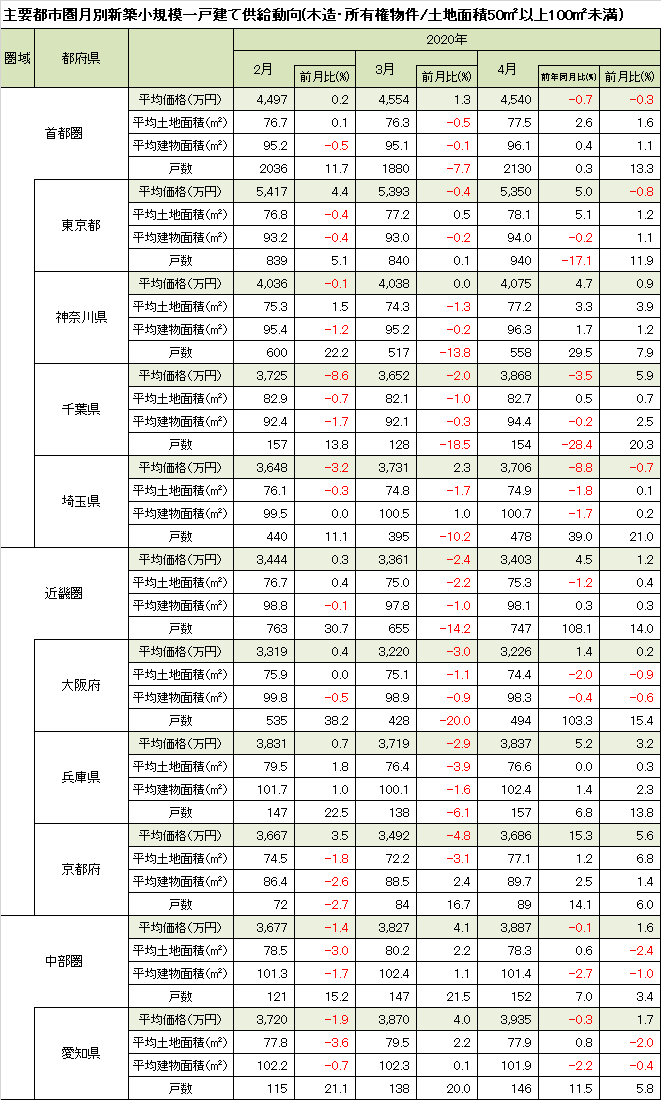 主要都市圏月別新築小規模一戸建て供給動向(木造・所有権物件/土地面積50㎡以上100㎡未満)
圏域 都府県 2020年
2月 前月比(%) 3月 前月比(%) 4月 前年同月比(%) 前月比(%)
首都圏
平均価格(万円) 4,497 0.2 4,554 1.3 4,540 −0.7 −0.3
平均土地面積(㎡) 76.7 0.1 76.3 −0.5 77.5 2.6 1.6
平均建物面積(㎡) 95.2 −0.5 95.1 −0.1 96.1 0.4 1.1
戸数 2036 11.7 1880 −7.7 2130 0.3 13.3
東京都
平均価格(万円) 5,417 4.4 5,393 −0.4 5,350 5.0 −0.8
平均土地面積(㎡) 76.8 −0.4 77.2 0.5 78.1 5.1 1.2
平均建物面積(㎡) 93.2 −0.4 93.0 −0.2 94.0 −0.2 1.1
戸数 839 5.1 840 0.1 940 −17.1 11.9
神奈川県
平均価格(万円) 4,036 −0.1 4,038 0.0 4,075 4.7 0.9
平均土地面積(㎡) 75.3 1.5 74.3 −1.3 77.2 3.3 3.9
平均建物面積(㎡) 95.4 −1.2 95.2 −0.2 96.3 1.7 1.2
戸数 600 22.2 517 −13.8 558 29.5 7.9
千葉県
平均価格(万円) 3,725 −8.6 3,652 −2.0 3,868 −3.5 5.9
平均土地面積(㎡) 82.9 −0.7 82.1 −1.0 82.7 0.5 0.7
平均建物面積(㎡) 92.4 −1.7 92.1 −0.3 94.4 −0.2 2.5
戸数 157 13.8 128 −18.5 154 −28.4 20.3
埼玉県
平均価格(万円) 3,648 −3.2 3,731 2.3 3,706 −8.8 −0.7
平均土地面積(㎡) 76.1 −0.3 74.8 −1.7 74.9 −1.8 0.1
平均建物面積(㎡) 99.5 0.0 100.5 1.0 100.7 −1.7 0.2
戸数 440 11.1 395 −10.2 478 39.0 21.0
近畿圏
平均価格(万円) 3,444 0.3 3,361 −2.4 3,403 4.5 1.2
平均土地面積(㎡) 76.7 0.4 75.0 −2.2 75.3 −1.2 0.4
平均建物面積(㎡) 98.8 −0.1 97.8 −1.0 98.1 0.3 0.3
戸数 763 30.7 655 −14.2 747 108.1 14.0
大阪府
平均価格(万円) 3,319 0.4 3,220 −3.0 3,226 1.4 0.2
平均土地面積(㎡) 75.9 0.0 75.1 −1.1 74.4 −2.0 −0.9
平均建物面積(㎡) 99.8 −0.5 98.9 −0.9 98.3 −0.4 −0.6
戸数 535 38.2 428 −20.0 494 103.3 15.4
兵庫県
平均価格(万円) 3,831 0.7 3,719 −2.9 3,837 5.2 3.2
平均土地面積(㎡) 79.5 1.8 76.4 −3.9 76.6 0.0 0.3
平均建物面積(㎡) 101.7 1.0 100.1 −1.6 102.4 1.4 2.3
戸数 147 22.5 138 −6.1 157 6.8 13.8
京都府
平均価格(万円) 3,667 3.5 3,492 −4.8 3,686 15.3 5.6
平均土地面積(㎡) 74.5 −1.8 72.2 −3.1 77.1 1.2 6.8
平均建物面積(㎡) 86.4 −2.6 88.5 2.4 89.7 2.5 1.4
戸数 72 −2.7 84 16.7 89 14.1 6.0
中部圏
平均価格(万円) 3,677 −1.4 3,827 4.1 3,887 −0.1 1.6
平均土地面積(㎡) 78.5 −3.0 80.2 2.2 78.3 0.6 −2.4
平均建物面積(㎡) 101.3 −1.7 102.4 1.1 101.4 −2.7 −1.0
戸数 121 15.2 147 21.5 152 7.0 3.4
愛知県
平均価格(万円) 3,720 −1.9 3,870 4.0 3,935 −0.3 1.7
平均土地面積(㎡) 77.8 −3.6 79.5 2.2 77.9 0.8 −2.0
平均建物面積(㎡) 102.2 −0.7 102.3 0.1 101.9 −2.2 −0.4
戸数 115 21.1 138 20.0 146 11.5 5.8